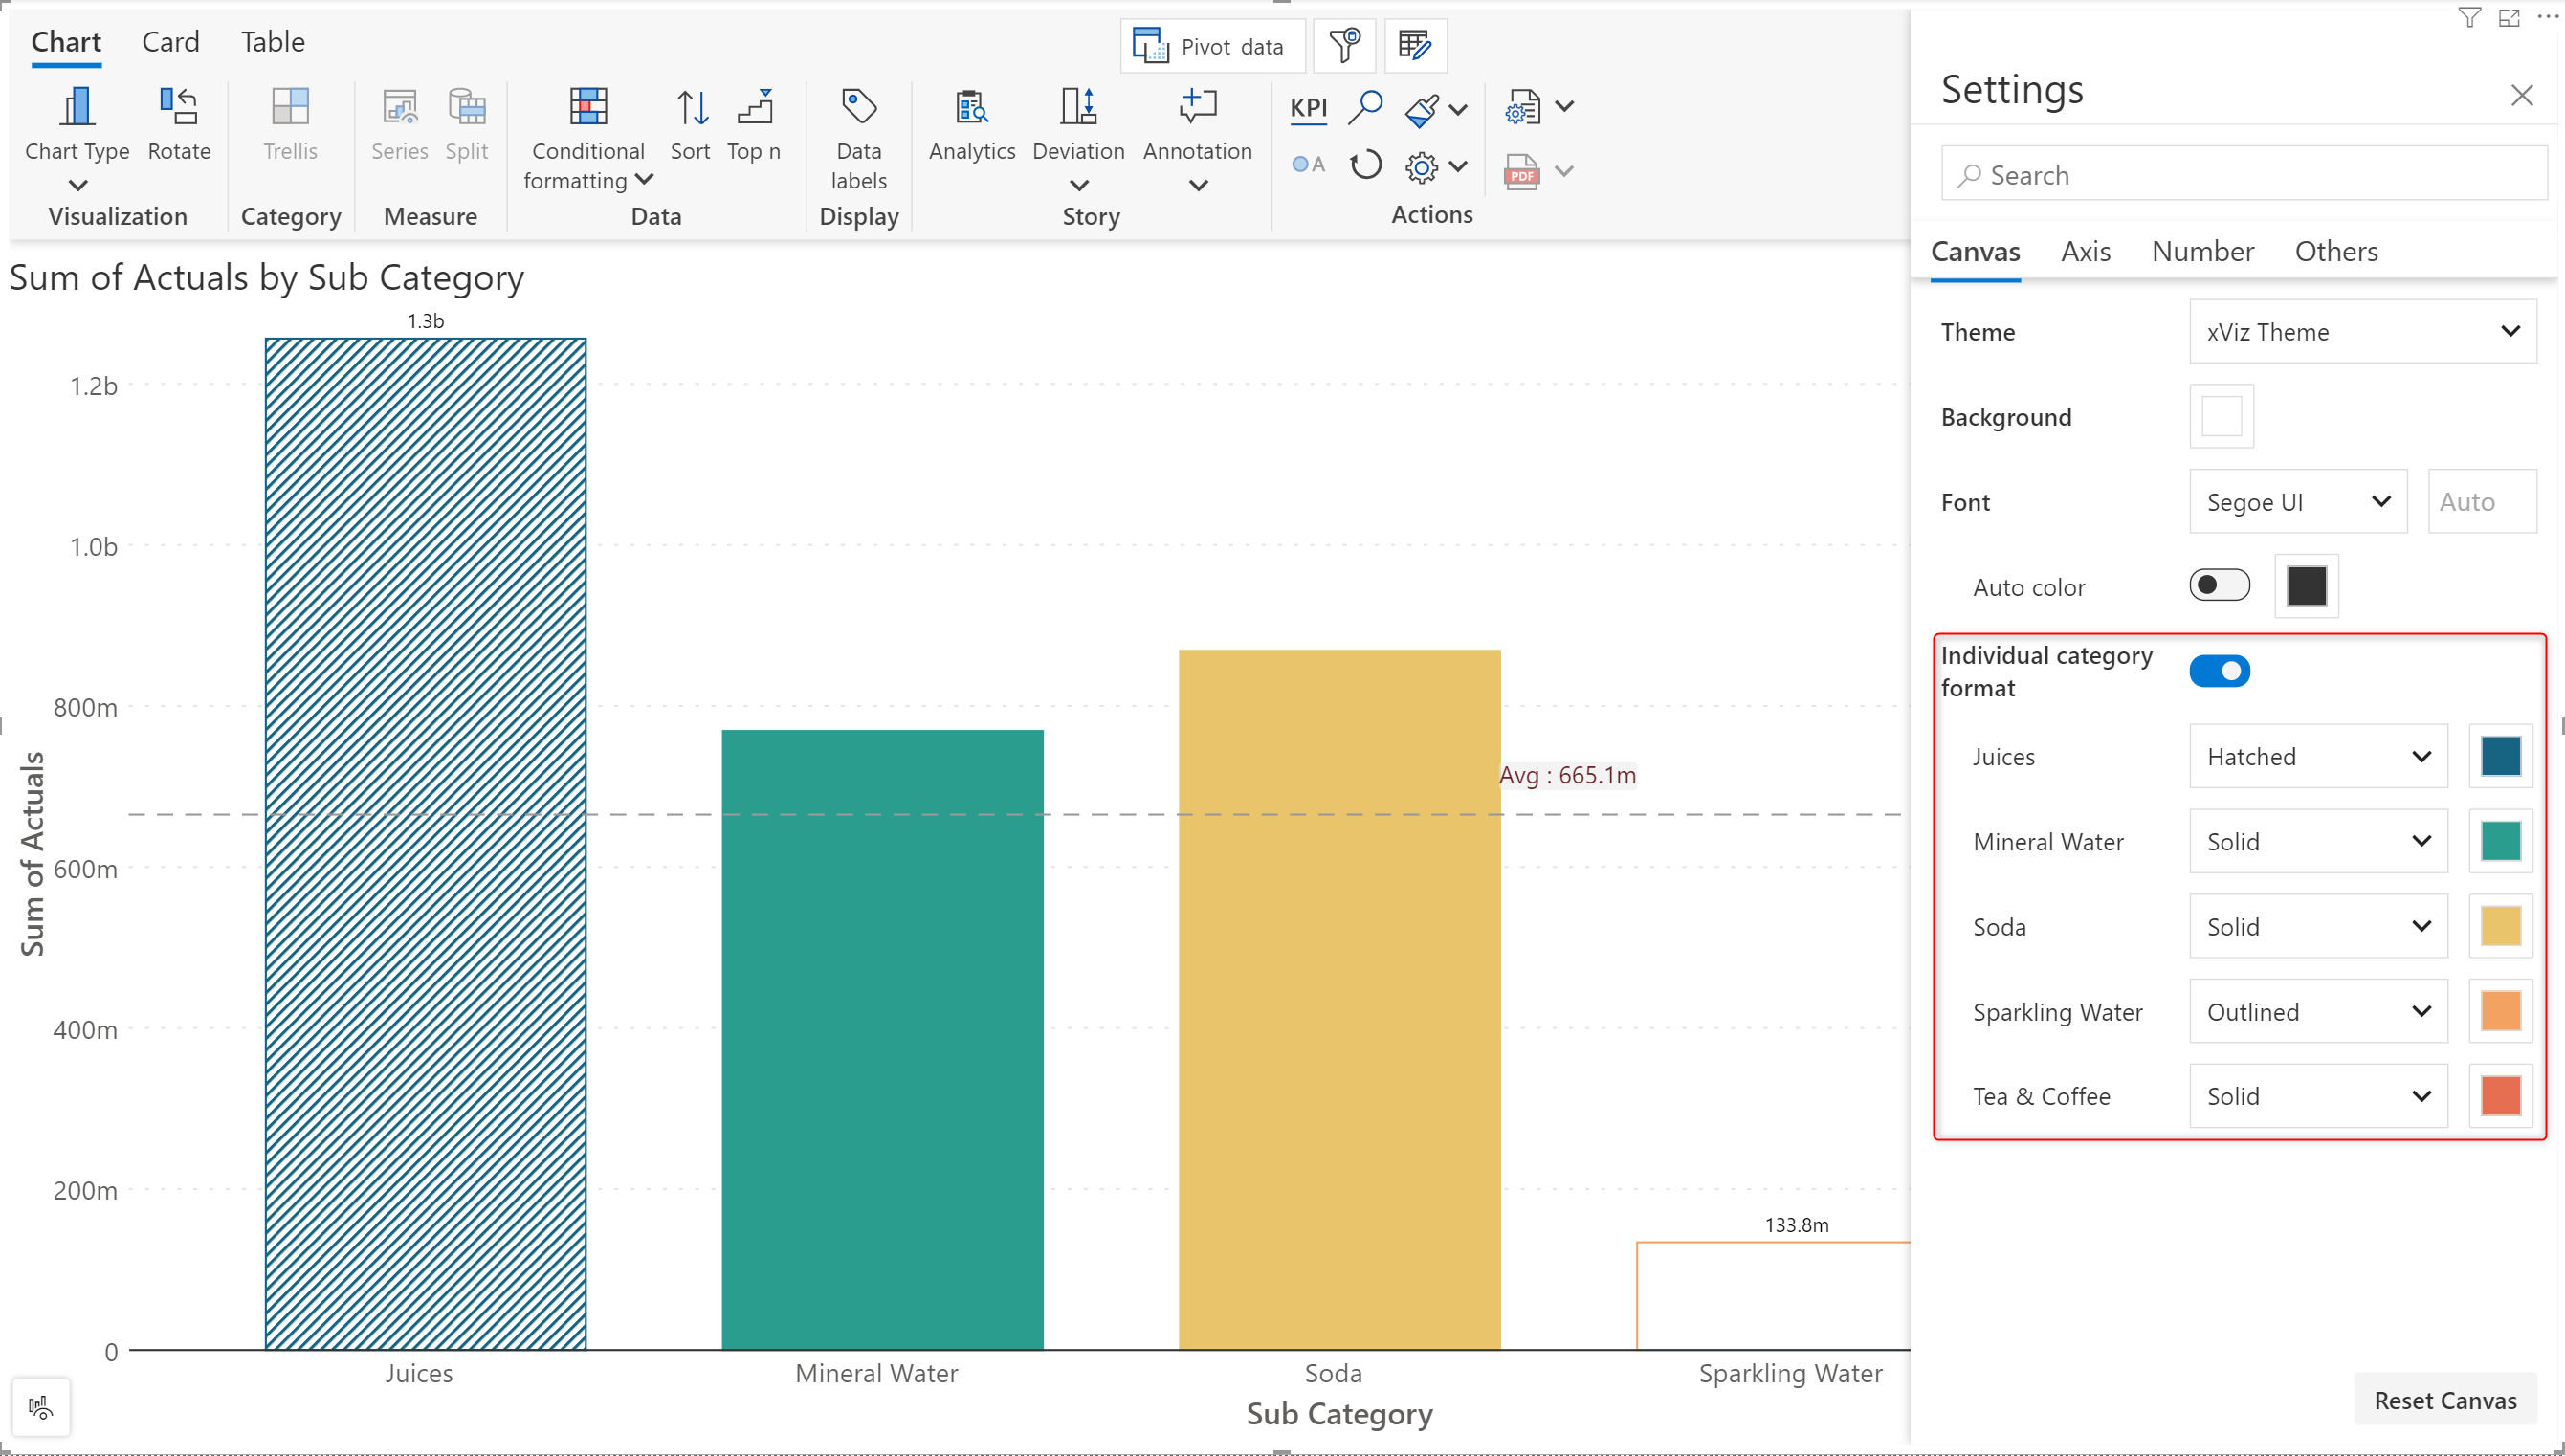 Chart Card Table
Pivot data
Chart Type
Rotate
Visualization
Trellis
Category
Series
Split
Measure
Conditional
formatting
Sort
Top n
Data
Data
labels
Display
Analytics
Deviation
Annotation
Story
KPI
A
PDF
Actions
Sum of Actuals by Sub Category
1.3b
1.2b
1.0b
800m
600m
400m
200m
0
Sum of Actuals
Avg : 665.1m
133.8m
Juices
Mineral Water
Soda
Sparkling Water
Sub Category
Settings
Search
Canvas Axis Number Others
Theme xViz Theme
Background
Font Segoe UI Auto
Auto color
Individual category
format
Juices Hatched
Mineral Water Solid
Soda Solid
Sparkling Water Outlined
Tea & Coffee Solid
Reset Canvas